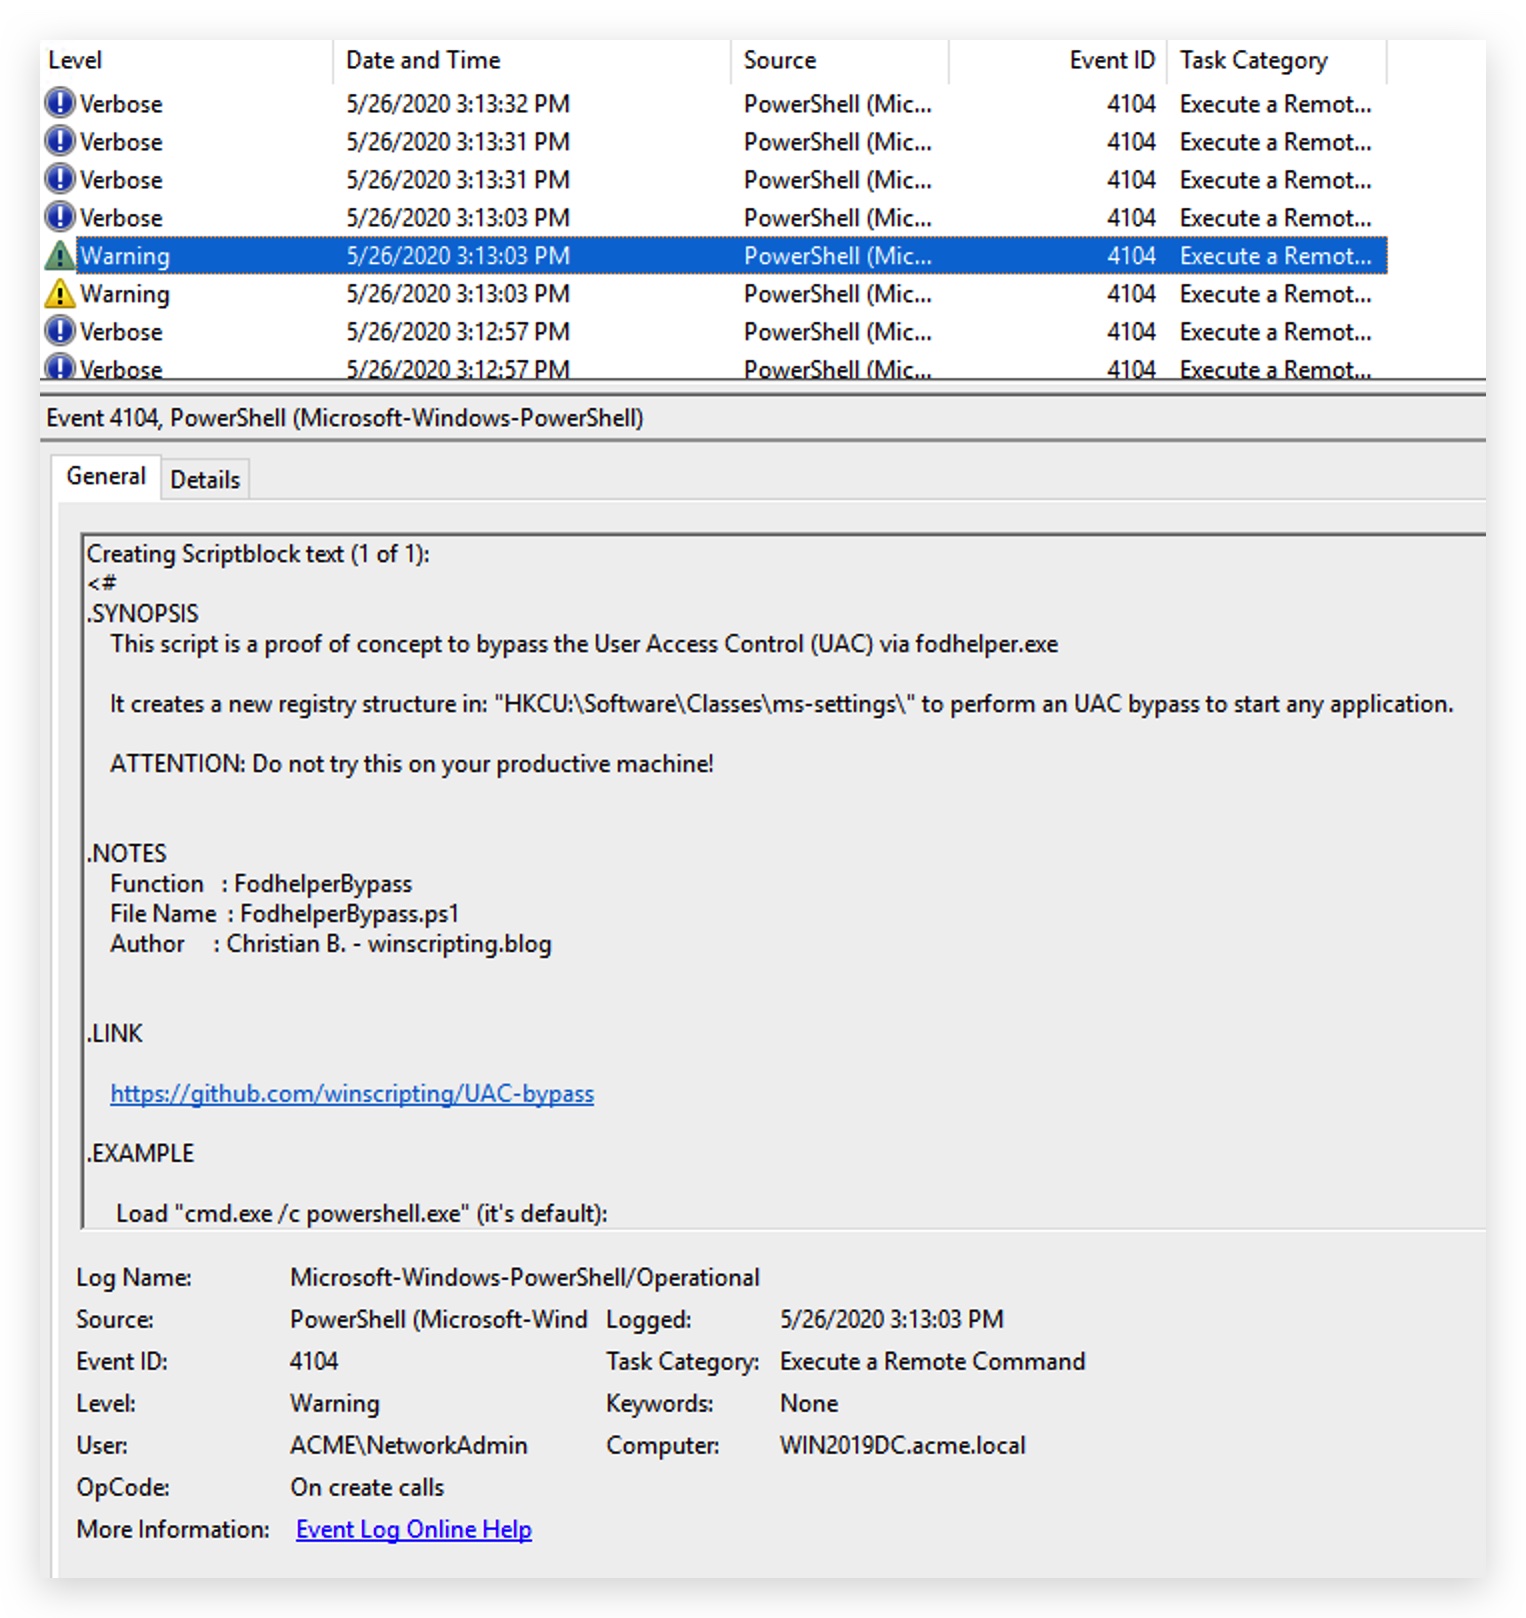 Level Date and Time Source Event ID Task Category
Verbose 5/26/2020 3:13:32 PM PowerShell (Mic... 4104 Execute a Remot...
Verbose 5/26/2020 3:13:31 PM PowerShell (Mic... 4104 Execute a Remot...
Verbose 5/26/2020 3:13:31 PM PowerShell (Mic... 4104 Execute a Remot...
Verbose 5/26/2020 3:13:03 PM PowerShell (Mic... 4104 Execute a Remot...
Warning 5/26/2020 3:13:03 PM PowerShell (Mic... 4104 Execute a Remot...
Warning 5/26/2020 3:13:03 PM PowerShell (Mic... 4104 Execute a Remot...
Verbose 5/26/2020 3:12:57 PM PowerShell (Mic... 4104 Execute a Remot...
Verbose 5/26/2020 3:12:57 PM PowerShell (Mic... 4104 Execute a Remot...
Event 4104, PowerShell (Microsoft-Windows-PowerShell)
General Details
Creating Scriptblock text (1 of 1):
<#
.SYNOPSIS
This script is a proof of concept to bypass the User Access Control (UAC) via fodhelper.exe
It creates a new registry structure in: "HKCU:\Software\Classes\ms-settings\" to perform an UAC bypass to start any application.
ATTENTION: Do not try this on your productive machine!
.NOTES
Function : FodhelperBypass
File Name : FodhelperBypass.ps1
Author : Christian B. - winscripting.blog
.LINK
https://github.com/winscripting/UAC-bypass
.EXAMPLE
Load "cmd.exe /c powershell.exe" (it's default):
Log Name: Microsoft-Windows-PowerShell/Operational
Source: PowerShell (Microsoft-Wind Logged: 5/26/2020 3:13:03 PM
Event ID: 4104 Task Category: Execute a Remote Command
Level: Warning Keywords: None
User: ACME\NetworkAdmin Computer: WIN2019DC.acme.local
OpCode: On create calls
More Information: Event Log Online Help